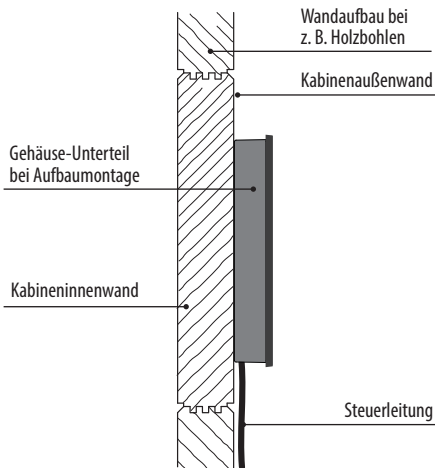 Wandaufbau bei
z. B. Holzbohlen
Kabinenaußenwand
Gehäuse-Unterteil
bei Aufbaumontage
Kabineninnenwand
Steuerleitung